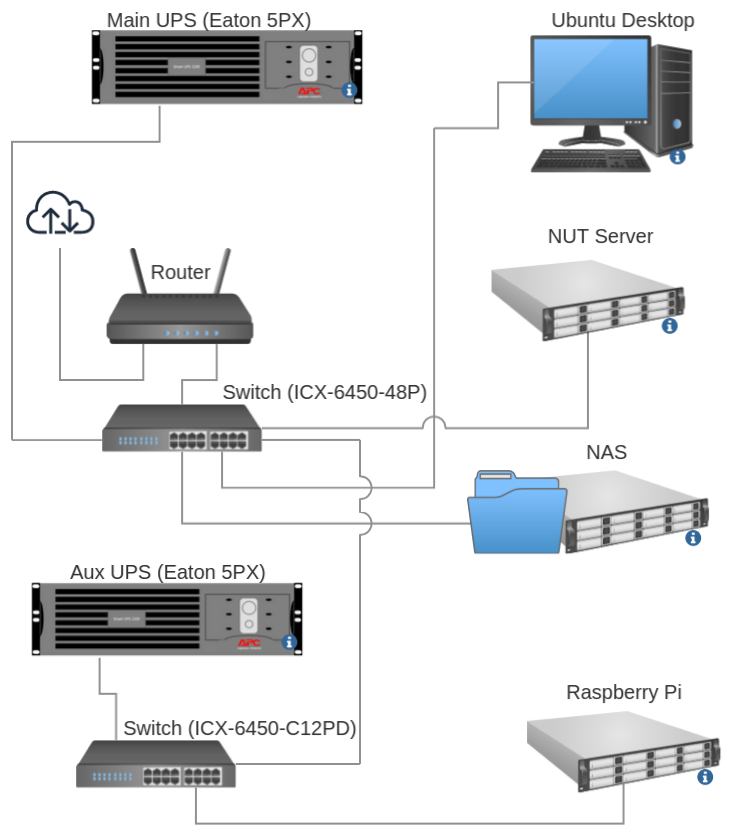 Main UPS (Eaton 5PX)
Ubuntu Desktop
APC
NUT Server
Router
Switch (ICX-6450-48P)
NAS
Aux UPS (Eaton 5PX)
APC
Raspberry Pi
Switch (ICX-6450-C12PD)